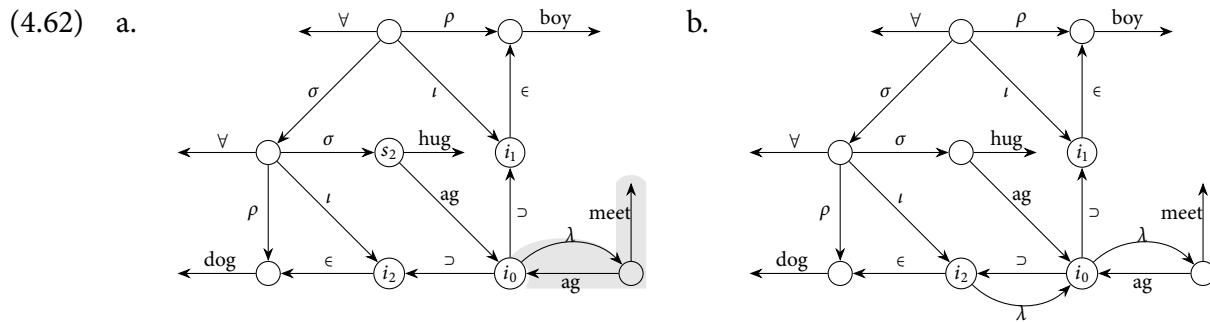 (4.62) a. b.
∀ ρ boy ∀ ρ boy
σ ι ∈ σ ι ∈
∀ σ s₂ hug i₁ ∀ σ hug i₁
ρ ι ag ⊃ meet ρ ι ag ⊃ meet
λ λ
dog ∈ i₂ ⊃ i₀ ag dog ∈ i₂ ⊃ i₀ ag
λ